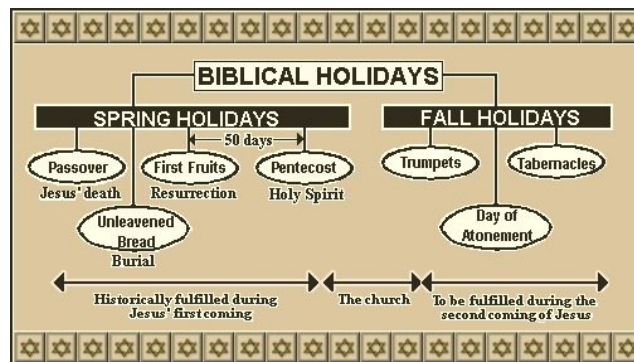 BIBLICAL HOLIDAYS
SPRING HOLIDAYS
50 days
Passover
Jesus' death
Unleavened
Bread
Burial
First Fruits
Resurrection
Pentecost
Holy Spirit
FALL HOLIDAYS
Trumpets
Day of
Atonement
Tabernacles
Historically fulfilled during
Jesus' first coming
The church
To be fulfilled during the
second coming of Jesus